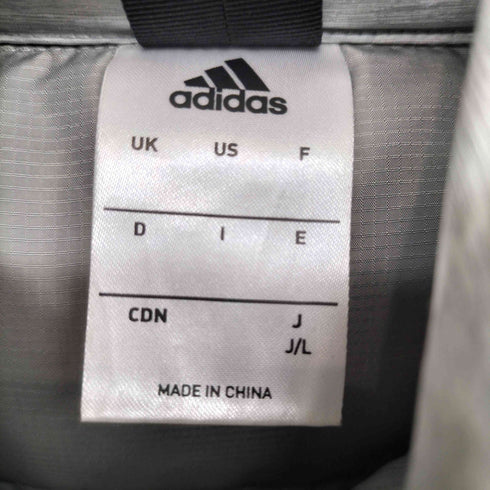 adidas
UK US F
D I E
CDN J
J/L
MADE IN CHINA